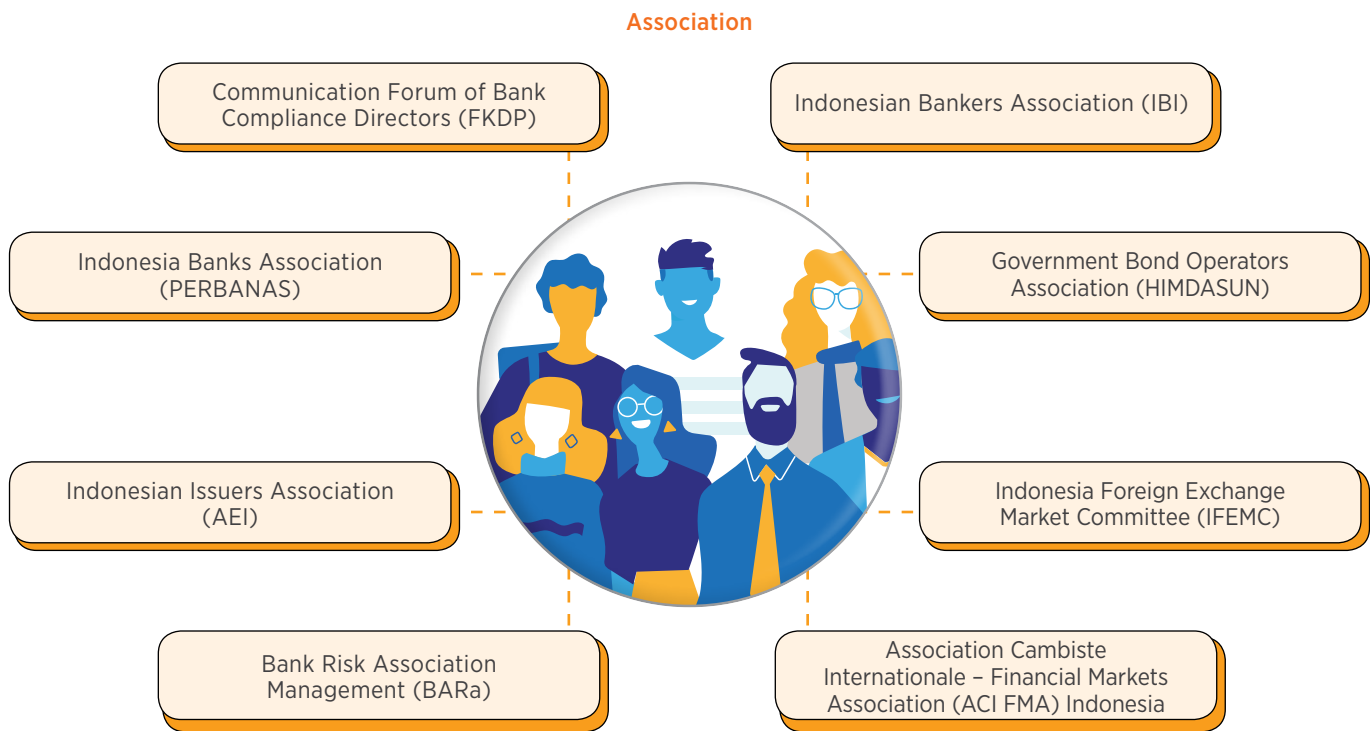 Association
Communication Forum of Bank
Compliance Directors (FKDP)
Indonesian Bankers Association (IBI)
Indonesia Banks Association
(PERBANAS)
Government Bond Operators
Association (HIMDASUN)
Indonesian Issuers Association
(AEI)
Indonesia Foreign Exchange
Market Committee (IFEMC)
Bank Risk Association
Management (BARa)
Association Cambiste
Internationale – Financial Markets
Association (ACI FMA) Indonesia